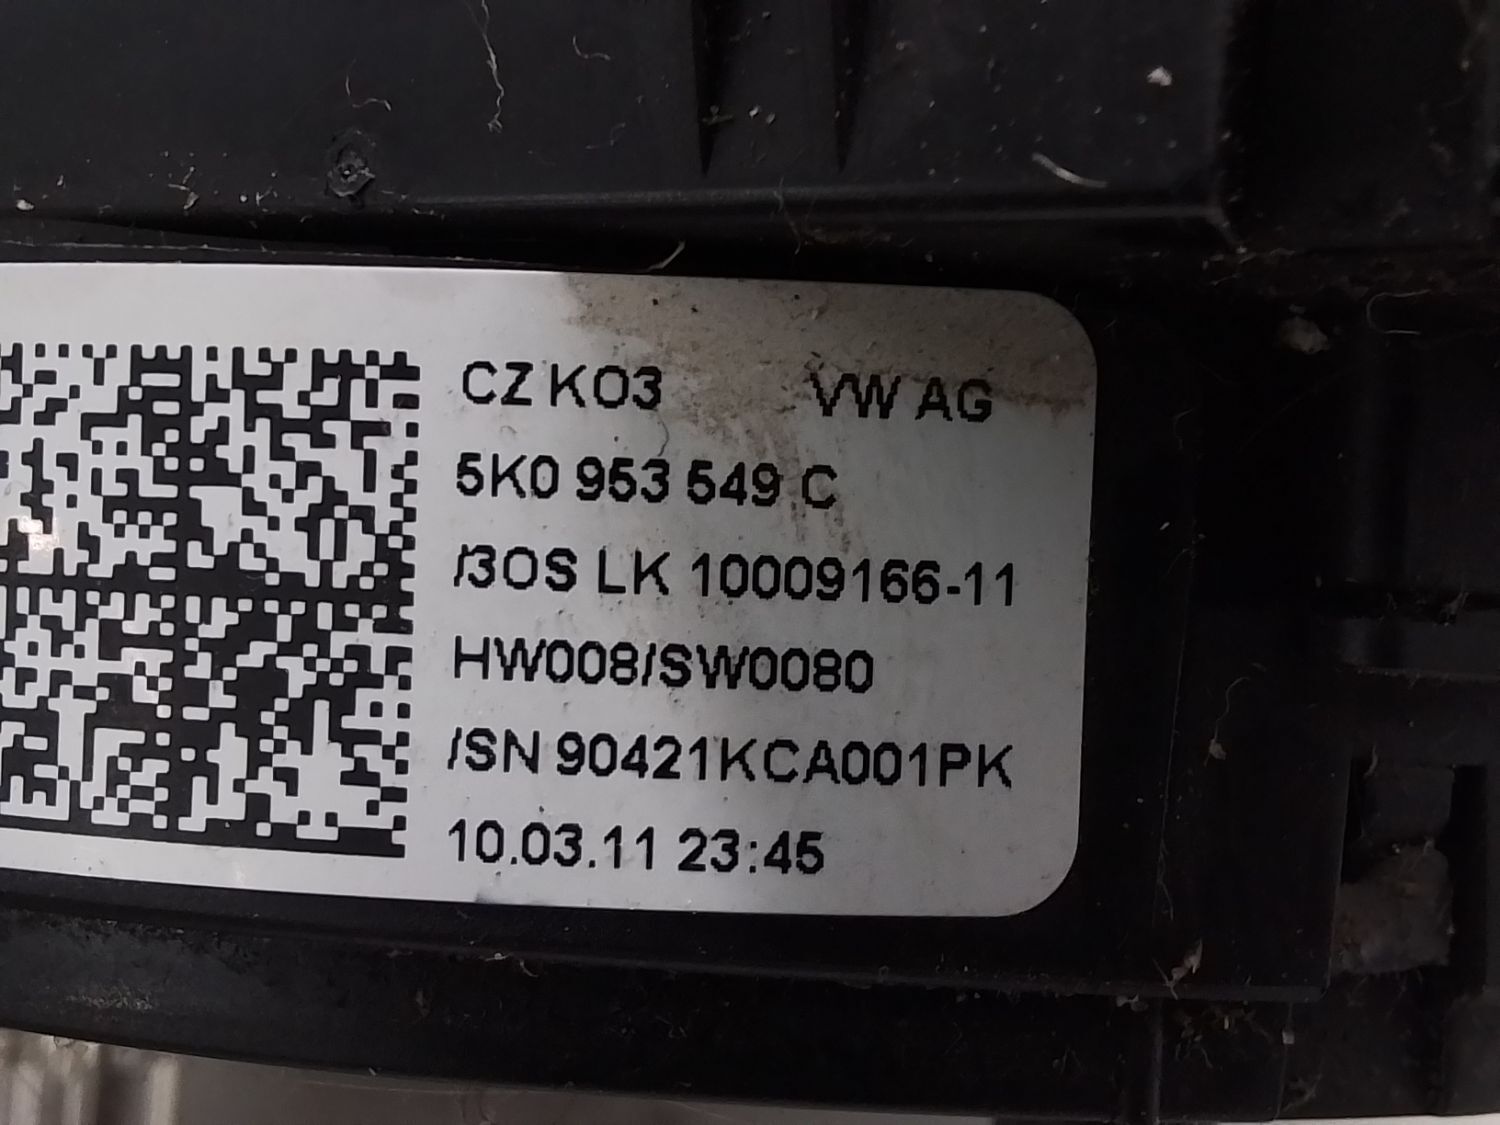 CZ KO3 VW AG
5K0 953 549 C
/3OS LK 10009166-11
HW008/SW0080
/SN 90421KCA001PK
10.03.11 23:45